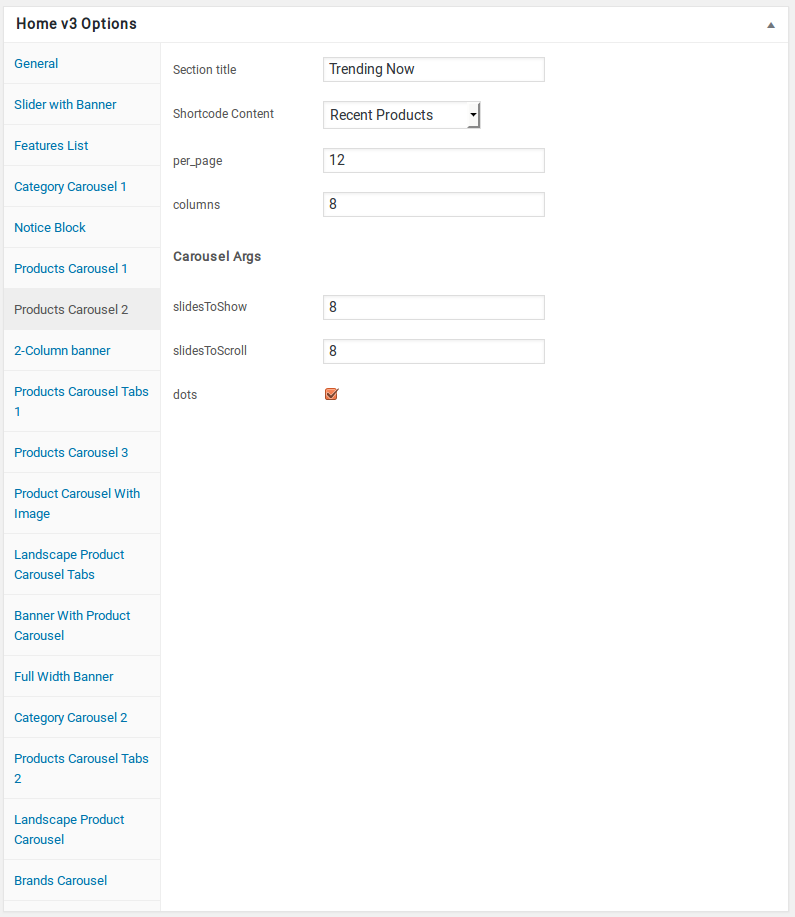 Home v3 Options
General
Slider with Banner
Features List
Category Carousel 1
Notice Block
Products Carousel 1
Products Carousel 2
2-Column banner
Products Carousel Tabs
1
Products Carousel 3
Product Carousel With
Image
Landscape Product
Carousel Tabs
Banner With Product
Carousel
Full Width Banner
Category Carousel 2
Products Carousel Tabs
2
Landscape Product
Carousel
Brands Carousel
Section title Trending Now
Shortcode Content Recent Products
per_page 12
columns 8
Carousel Args
slidesToShow 8
slidesToScroll 8
dots